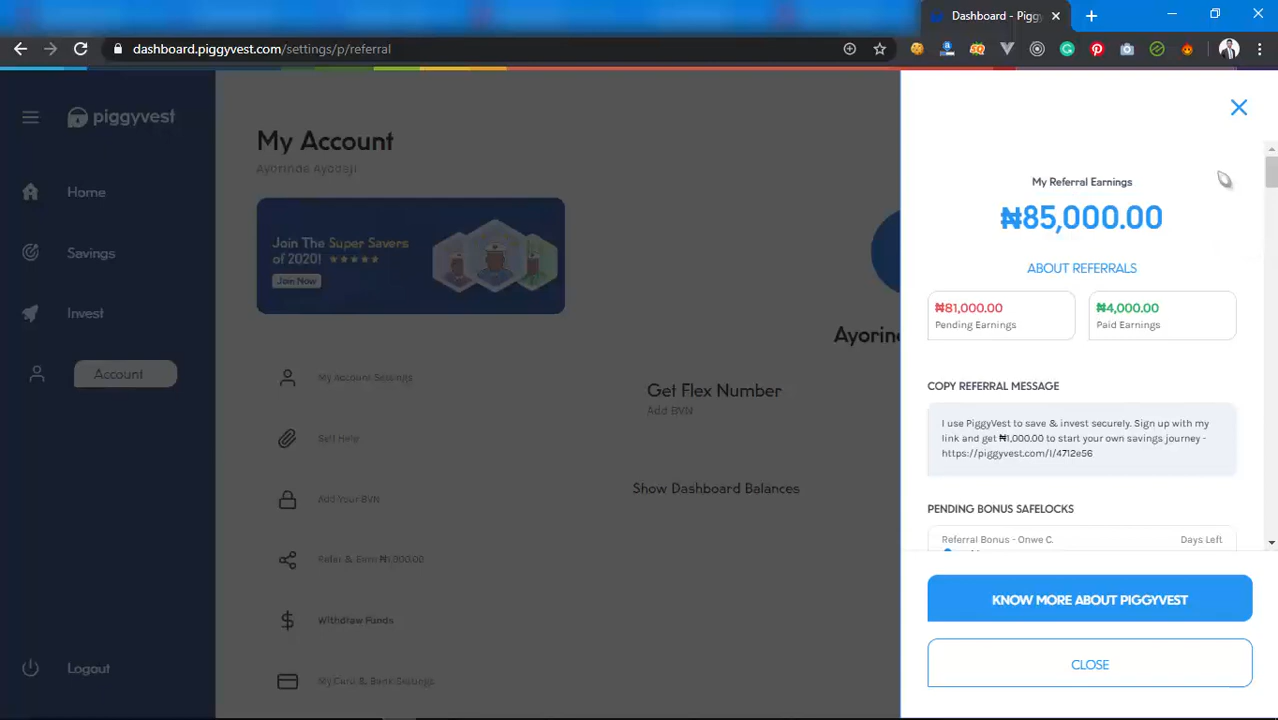 Dashboard - Pigg
dashboard.piggyvest.com/settings/p/referral
piggyvest
Home
Savings
Invest
Account
Logout
My Account
Ayorinde Ayodaji
Join The Super Savers
of 2020!
Join Now
My Account Settings
Self Help
Add Your BVN
Refer & Earn ₦1,000.00
Withdraw Funds
My Card & Bank Settings
Ayorin
Get Flex Number
Add BVN
Show Dashboard Balances
My Referral Earnings
₦85,000.00
ABOUT REFERRALS
₦81,000.00
Pending Earnings
₦4,000.00
Paid Earnings
COPY REFERRAL MESSAGE
I use PiggyVest to save & invest securely. Sign up with my
link and get ₦1,000.00 to start your own savings journey -
https://piggyvest.com/l/4712e56
PENDING BONUS SAFELOCKS
Referral Bonus - Onwe C. Days Left
KNOW MORE ABOUT PIGGYVEST
CLOSE